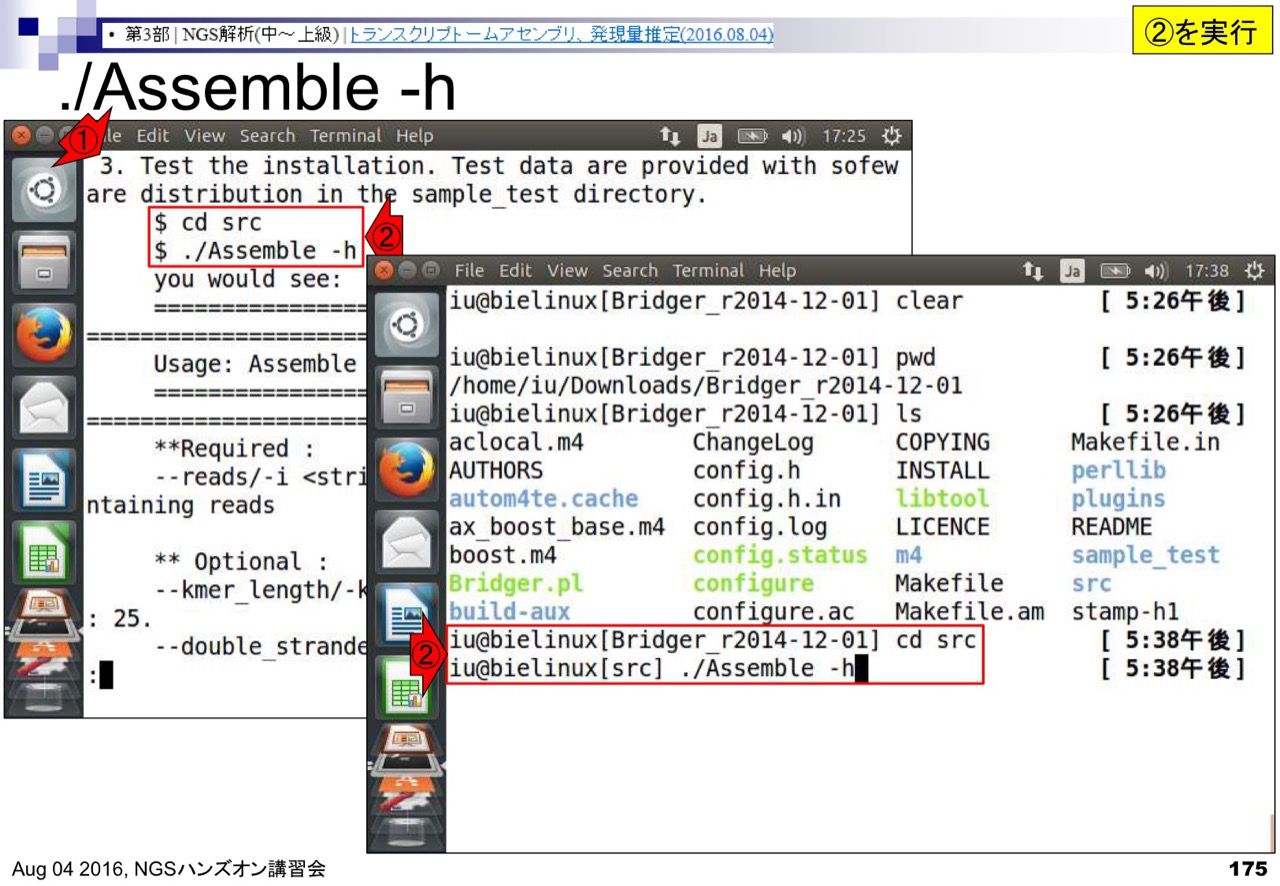 • 第3部 | NGS解析(中～上級) | トランスクリプトームアセンブリ、発現量推定(2016.08.04)
②を実行
./Assemble -h
①
le Edit View Search Terminal Help
Ja
17:25
3. Test the installation. Test data are provided with sofew
are distribution in the sample_test directory.
$ cd src
$ ./Assemble -h
②
you would see:
==================
========================
Usage: Assemble
==================
========================
**Required :
--reads/-i <stri
ntaining reads
** Optional :
--kmer_length/-k
: 25.
--double_strande
:
File Edit View Search Terminal Help
Ja
17:38
iu@bielinux[Bridger_r2014-12-01] clear [ 5:26午後]
iu@bielinux[Bridger_r2014-12-01] pwd [ 5:26午後]
/home/iu/Downloads/Bridger_r2014-12-01
iu@bielinux[Bridger_r2014-12-01] ls [ 5:26午後]
aclocal.m4 ChangeLog COPYING Makefile.in
AUTHORS config.h INSTALL perllib
autom4te.cache config.h.in libtool plugins
ax_boost_base.m4 config.log LICENCE README
boost.m4 config.status m4 sample_test
Bridger.pl configure Makefile src
build-aux configure.ac Makefile.am stamp-h1
②
iu@bielinux[Bridger_r2014-12-01] cd src [ 5:38午後]
iu@bielinux[src] ./Assemble -h [ 5:38午後]
Aug 04 2016, NGSハンズオン講習会
175